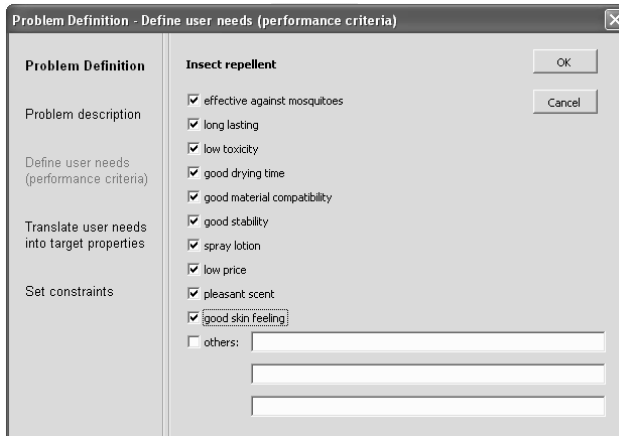 Problem Definition - Define user needs (performance criteria)
Problem Definition
Problem description
Define user needs
(performance criteria)
Translate user needs
into target properties
Set constraints
Insect repellent
effective against mosquitoes
long lasting
low toxicity
good drying time
good material compatibility
good stability
spray lotion
low price
pleasant scent
good skin feeling
others:
OK
Cancel